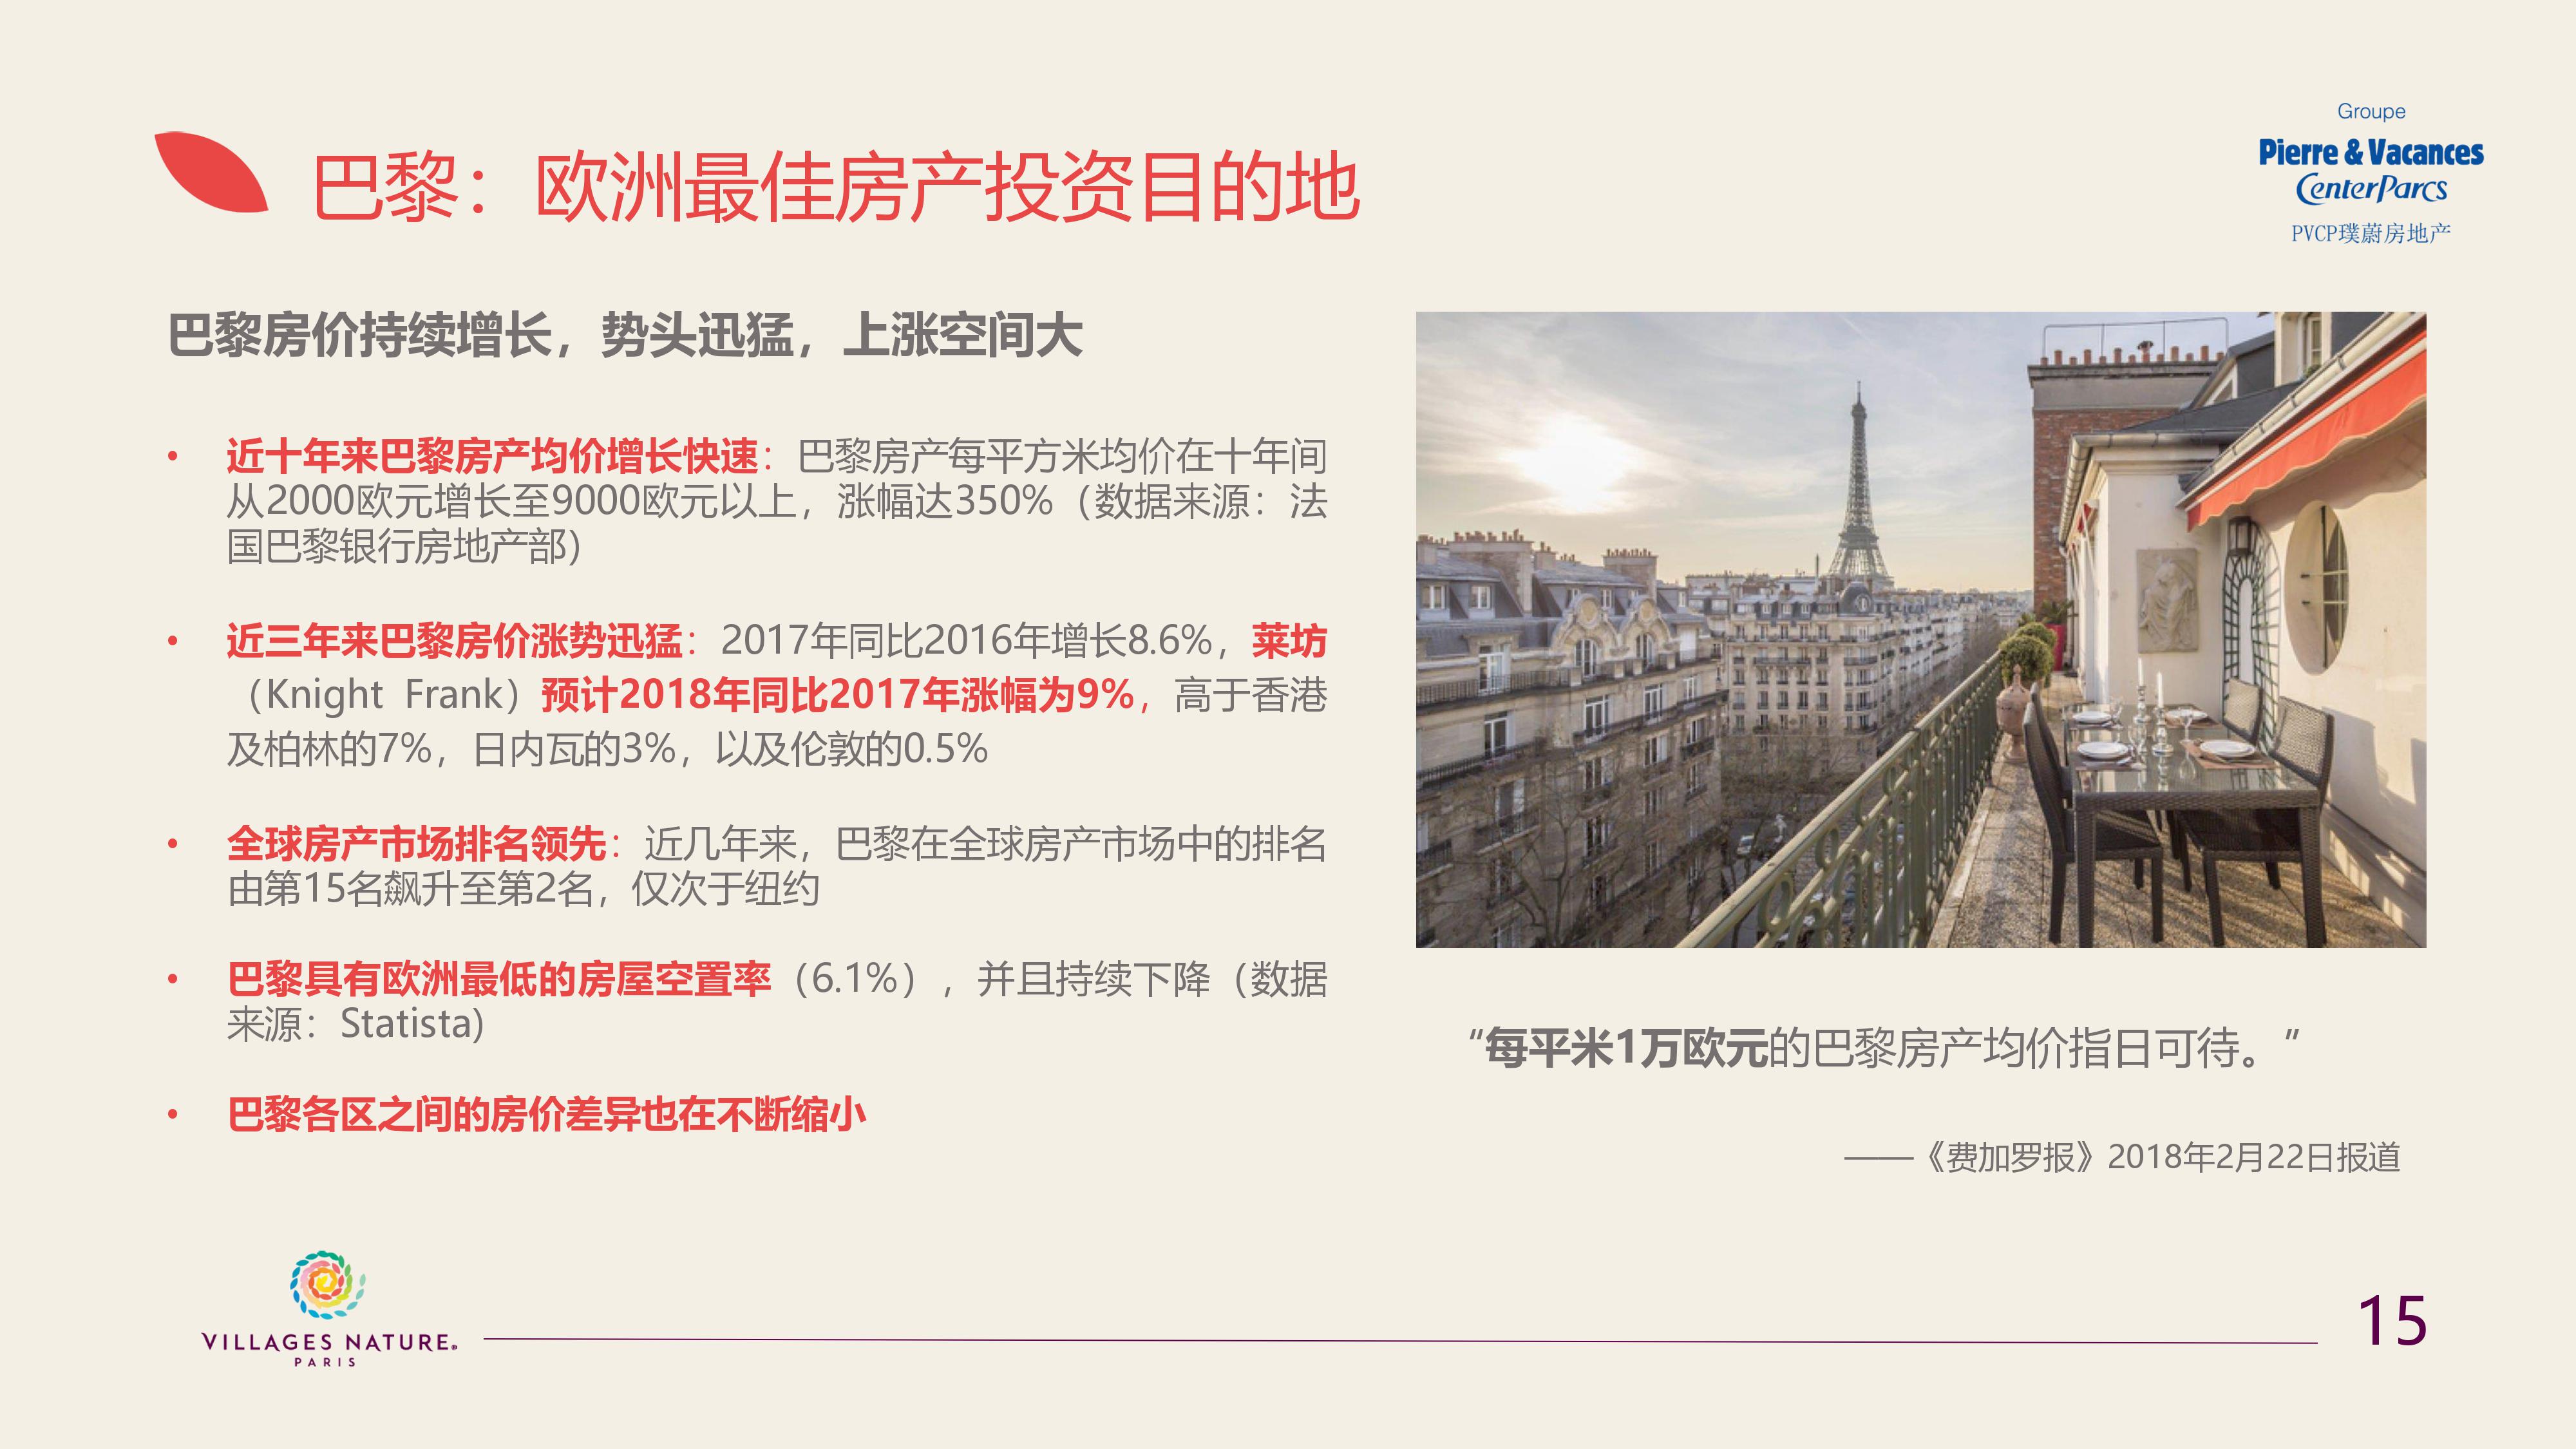 巴黎：欧洲最佳房产投资目的地
Groupe
Pierre & Vacances
CenterParcs
PVCP璞蔚房地产
巴黎房价持续增长，势头迅猛，上涨空间大
• 近十年来巴黎房产均价增长快速：巴黎房产每平方米均价在十年间
从2000欧元增长至9000欧元以上，涨幅达350%（数据来源：法
国巴黎银行房地产部）
• 近三年来巴黎房价涨势迅猛：2017年同比2016年增长8.6%，莱坊
（Knight Frank）预计2018年同比2017年涨幅为9%，高于香港
及柏林的7%，日内瓦的3%，以及伦敦的0.5%
• 全球房产市场排名领先：近几年来，巴黎在全球房产市场中的排名
由第15名飙升至第2名，仅次于纽约
• 巴黎具有欧洲最低的房屋空置率（6.1%），并且持续下降（数据
来源：Statista)
• 巴黎各区之间的房价差异也在不断缩小
“每平米1万欧元的巴黎房产均价指日可待。”
——《费加罗报》2018年2月22日报道
VILLAGES NATURE®
PARIS
15